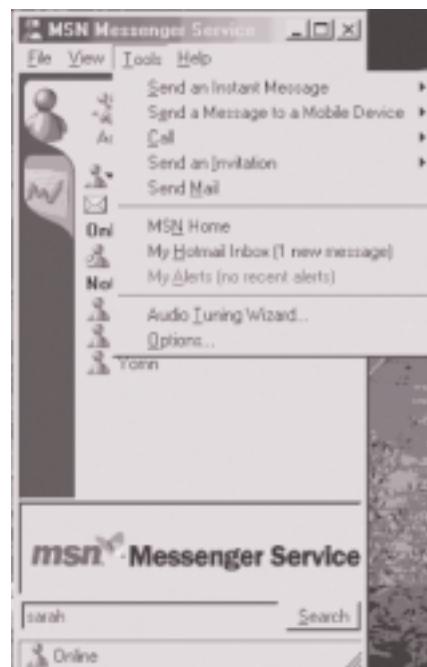 MSN Messenger Service
File View Tools Help
Send an Instant Message
Send a Message to a Mobile Device
Call
Send an Invitation
Send Mail
Onl
MSN Home
My Hotmail Inbox (1 new message)
Not
My Alerts (no recent alerts)
Audio Tuning Wizard...
Options...
msn Messenger Service
sarah
Search
Online